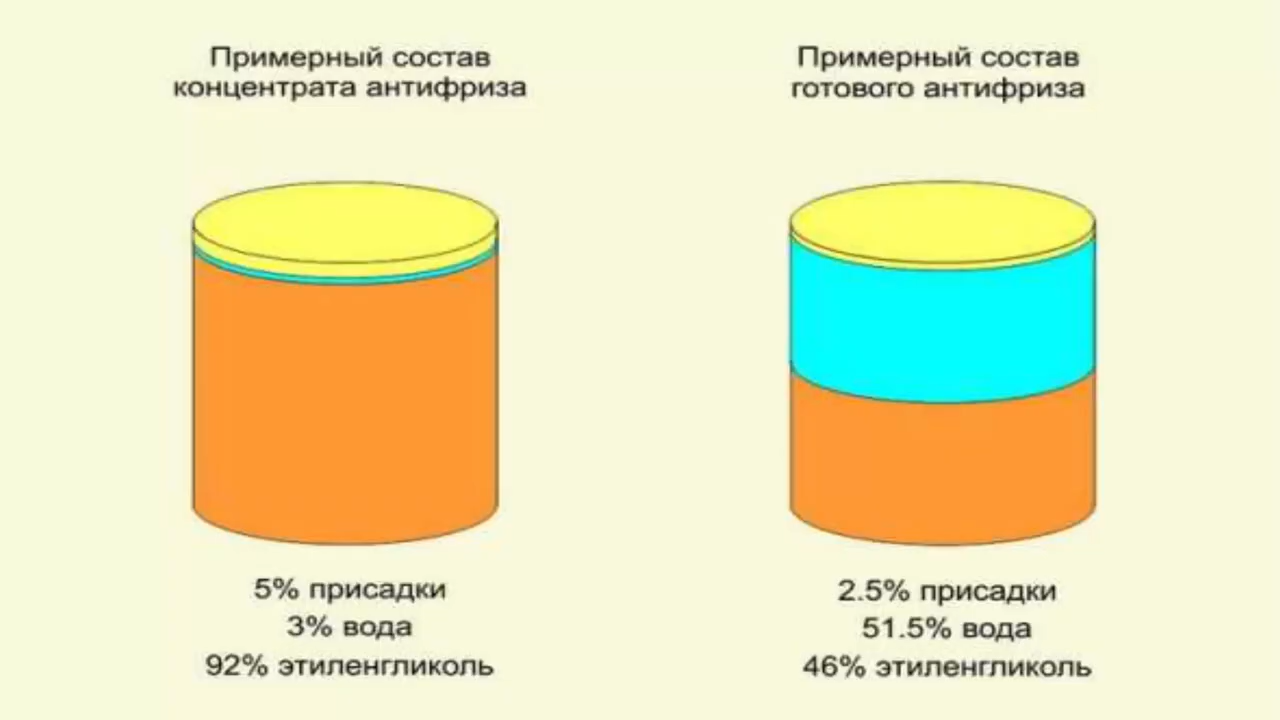 Примерный состав
концентрата антифриза
5% присадки
3% вода
92% этиленгликоль
Примерный состав
готового антифриза
2.5% присадки
51.5% вода
46% этиленгликоль